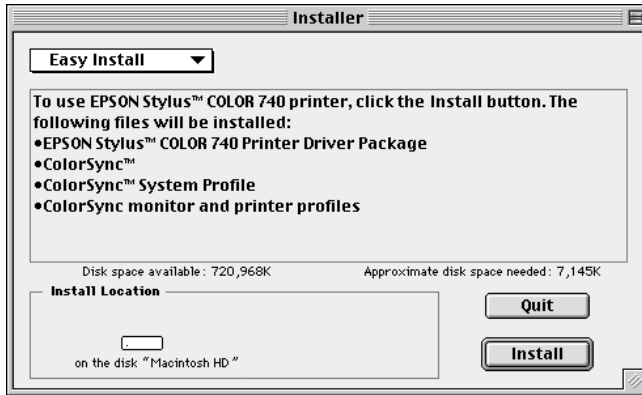 Installer
Easy Install
To use EPSON Stylus™ COLOR 740 printer, click the Install button. The
following files will be installed:
•EPSON Stylus™ COLOR 740 Printer Driver Package
•ColorSync™
•ColorSync™ System Profile
•ColorSync monitor and printer profiles
Disk space available: 720,968K
Approximate disk space needed: 7,145K
Install Location
on the disk “Macintosh HD”
Quit
Install